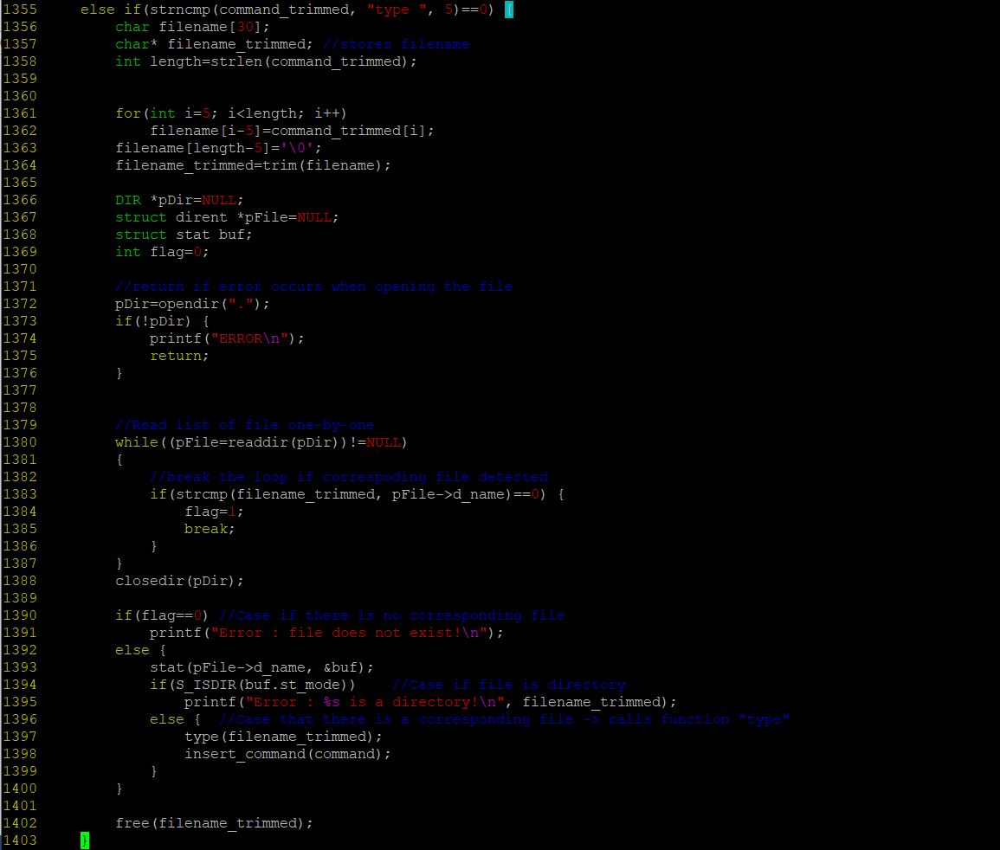 1355     else if(strncmp(command_trimmed, "type ", 5)==0) {
1356         char filename[30];
1357         char* filename_trimmed; //stores filename
1358         int length=strlen(command_trimmed);
1359
1360
1361         for(int i=5; i<length; i++)
1362             filename[i-5]=command_trimmed[i];
1363         filename[length-5]='\0';
1364         filename_trimmed=trim(filename);
1365
1366         DIR *pDir=NULL;
1367         struct dirent *pFile=NULL;
1368         struct stat buf;
1369         int flag=0;
1370
1371         //return if error occurs when opening the file
1372         pDir=opendir(".");
1373         if(!pDir) {
1374             printf("ERROR\n");
1375             return;
1376         }
1377
1378
1379         //Read list of file one-by-one
1380         while((pFile=readdir(pDir))!=NULL)
1381         {
1382             //break the loop if correspoding file detected
1383             if(strcmp(filename_trimmed, pFile->d_name)==0) {
1384                 flag=1;
1385                 break;
1386             }
1387         }
1388         closedir(pDir);
1389
1390         if(flag==0) //Case if there is no corresponding file
1391             printf("Error : file does not exist!\n");
1392         else {
1393             stat(pFile->d_name, &buf);
1394             if(S_ISDIR(buf.st_mode))    //Case if file is directory
1395                 printf("Error : %s is a directory!\n", filename_trimmed);
1396             else {  //Case that there is a corresponding file -> calls function "type"
1397                 type(filename_trimmed);
1398                 insert_command(command);
1399             }
1400         }
1401
1402         free(filename_trimmed);
1403     }